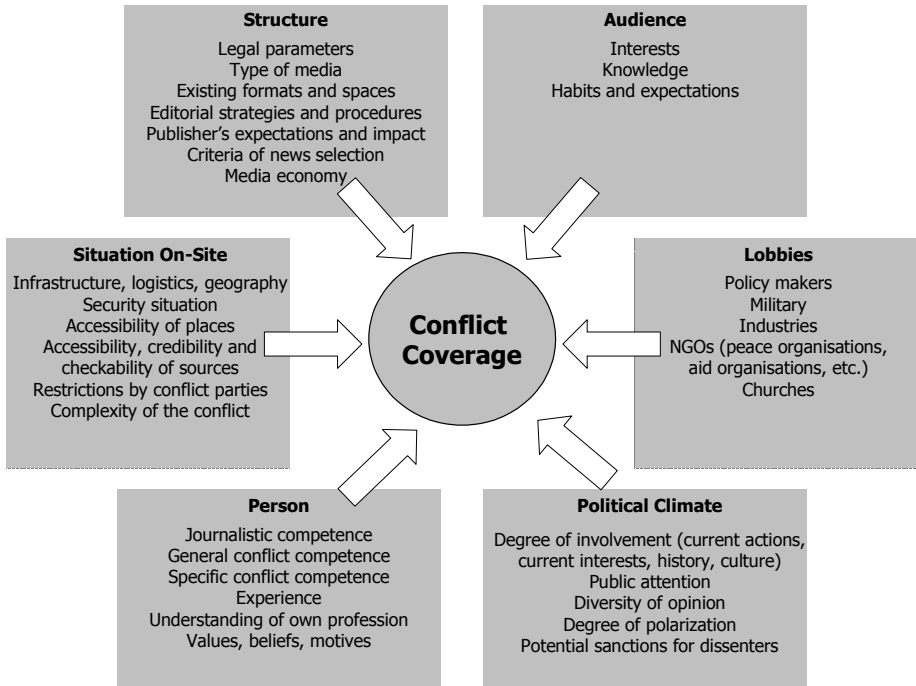 Structure
Legal parameters
Type of media
Existing formats and spaces
Editorial strategies and procedures
Publisher's expectations and impact
Criteria of news selection
Media economy
Audience
Interests
Knowledge
Habits and expectations
Situation On-Site
Infrastructure, logistics, geography
Security situation
Accessibility of places
Accessibility, credibility and
checkability of sources
Restrictions by conflict parties
Complexity of the conflict
Conflict
Coverage
Lobbies
Policy makers
Military
Industries
NGOs (peace organisations,
aid organisations, etc.)
Churches
Person
Journalistic competence
General conflict competence
Specific conflict competence
Experience
Understanding of own profession
Values, beliefs, motives
Political Climate
Degree of involvement (current actions,
current interests, history, culture)
Public attention
Diversity of opinion
Degree of polarization
Potential sanctions for dissenters